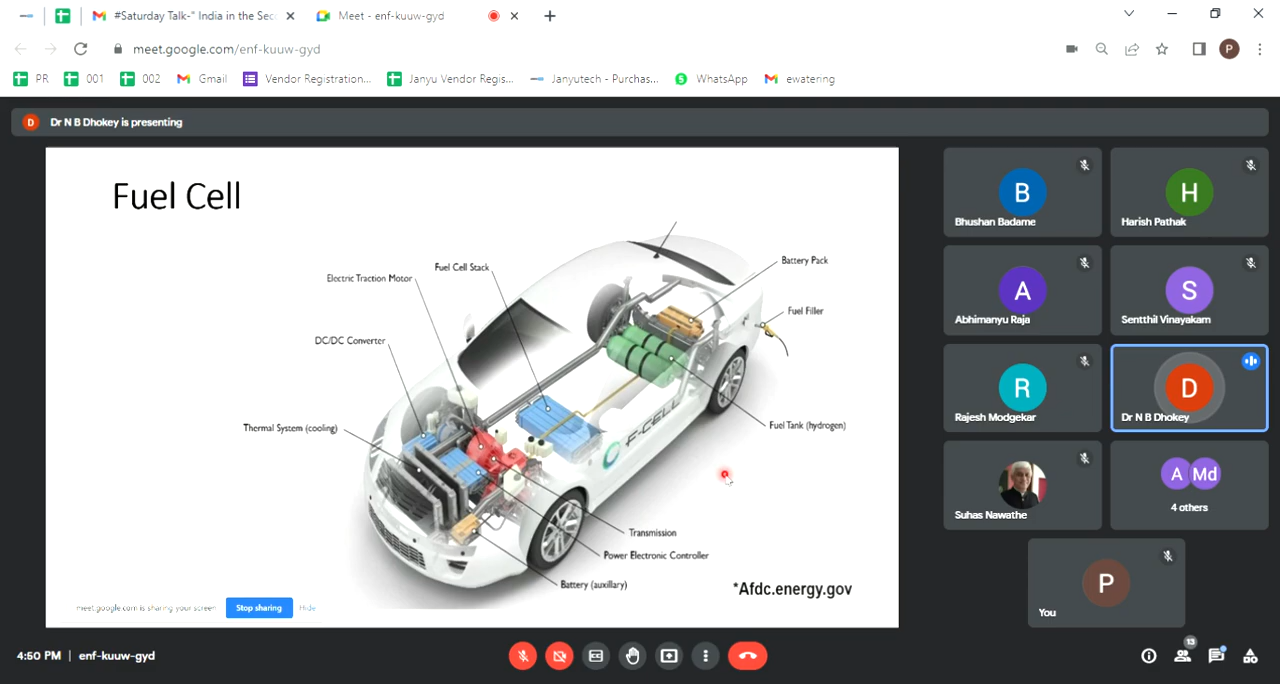 #Saturday Talk-" India in the Sec
Meet - enf-kuuw-gyd
meet.google.com/enf-kuuw-gyd
P
PR
001
002
Gmail
Vendor Registration...
Janyu Vendor Regis...
Janyutech - Purchas...
WhatsApp
ewatering
D
Dr N B Dhokey is presenting
Fuel Cell
Electric Traction Motor
Fuel Cell Stack
Battery Pack
Fuel Filler
DC/DC Converter
Thermal System (cooling)
Fuel Tank (hydrogen)
F-CELL
Transmission
Power Electronic Controller
Battery (auxiliary)
*Afdc.energy.gov
meet.google.com is sharing your screen
Stop sharing
Hide
B
Bhushan Badame
H
Harish Pathak
A
Abhimanyu Raja
S
Sentthil Vinayakam
R
Rajesh Modgekar
D
Dr N B Dhokey
Suhas Nawathe
A Md
4 others
P
You
4:50 PM | enf-kuuw-gyd
13